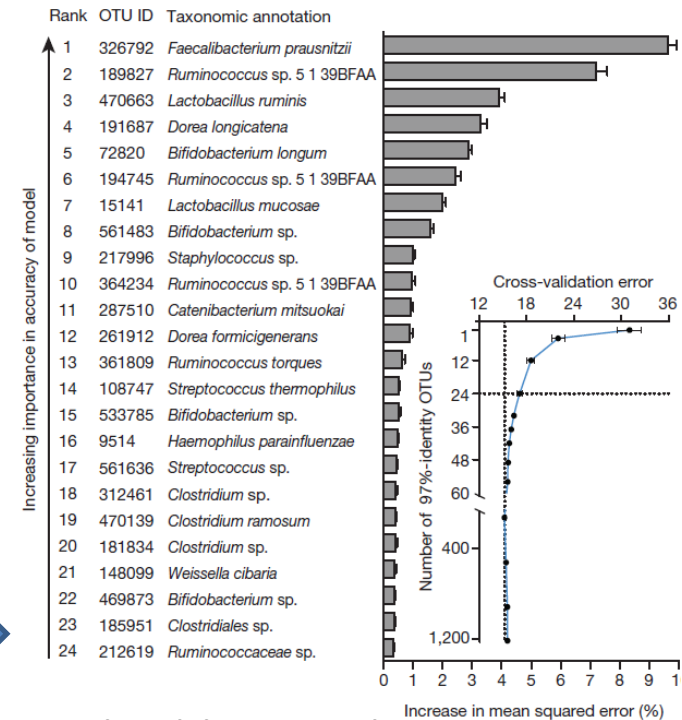 Rank OTU ID Taxonomic annotation
1 326792 Faecalibacterium prausnitzii
2 189827 Ruminococcus sp. 5 1 39BFAA
3 470663 Lactobacillus ruminis
4 191687 Dorea longicatena
5 72820 Bifidobacterium longum
6 194745 Ruminococcus sp. 5 1 39BFAA
7 15141 Lactobacillus mucosae
8 561483 Bifidobacterium sp.
9 217996 Staphylococcus sp.
10 364234 Ruminococcus sp. 5 1 39BFAA
11 287510 Catenibacterium mitsuokai
12 261912 Dorea formicigenerans
13 361809 Ruminococcus torques
14 108747 Streptococcus thermophilus
15 533785 Bifidobacterium sp.
16 9514 Haemophilus parainfluenzae
17 561636 Streptococcus sp.
18 312461 Clostridium sp.
19 470139 Clostridium ramosum
20 181834 Clostridium sp.
21 148099 Weissella cibaria
22 469873 Bifidobacterium sp.
23 185951 Clostridiales sp.
24 212619 Ruminococcaceae sp.
Increasing importance in accuracy of model
Cross-validation error
12 18 24 30 36
1
12
24
36
48
60
400
1,200
Number of 97%-identity OTUs
0 1 2 3 4 5 6 7 8 9
Increase in mean squared error (%)